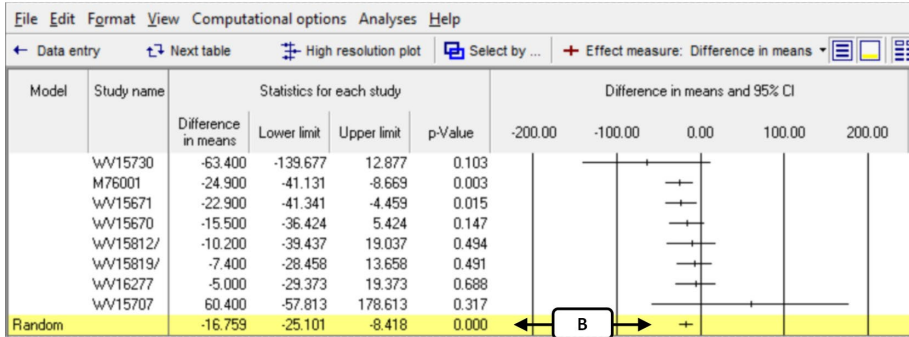 File Edit Format View Computational options Analyses Help
← Data entry Next table High resolution plot Select by ... + Effect measure: Difference in means
Model Study name Statistics for each study Difference in means and 95% CI
Difference in means Lower limit Upper limit p-Value -200.00 -100.00 0.00 100.00 200.00
WV15730 -63.400 -139.677 12.877 0.103
M76001 -24.900 -41.131 -8.669 0.003
WV15671 -22.900 -41.341 -4.459 0.015
WV15670 -15.500 -36.424 5.424 0.147
WV15812/ -10.200 -39.437 19.037 0.494
WV15819/ -7.400 -28.458 13.658 0.491
WV16277 -5.000 -29.373 19.373 0.688
WV15707 60.400 -57.813 178.613 0.317
Random -16.759 -25.101 -8.418 0.000 B